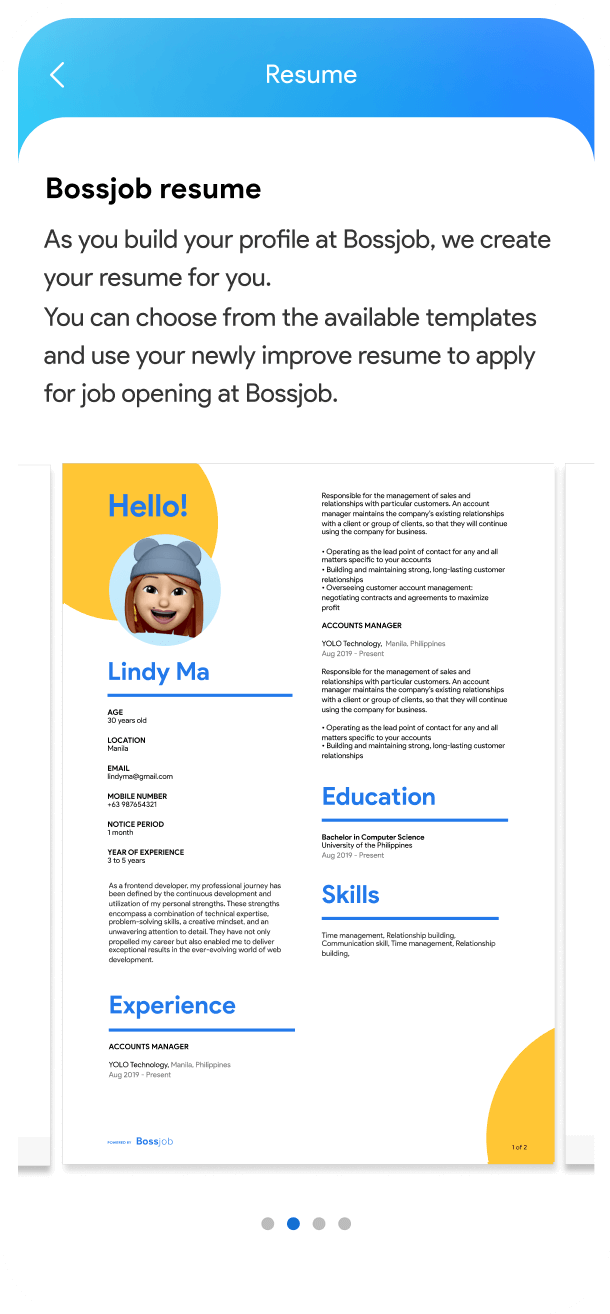 Resume
Bossjob resume
As you build your profile at Bossjob, we create
your resume for you.
You can choose from the available templates
and use your newly improve resume to apply
for job opening at Bossjob.
Hello!
Lindy Ma
AGE
30 years old
LOCATION
Manila
EMAIL
lindyma@gmail.com
MOBILE NUMBER
+63 987654321
NOTICE PERIOD
1 month
YEAR OF EXPERIENCE
3 to 5 years
As a frontend developer, my professional journey has
been defined by the continuous development and
utilization of my personal strengths. These strengths
encompass a combination of technical expertise,
problem-solving skills, a creative mindset, and an
unwavering attention to detail. They have not only
propelled my career but also enabled me to deliver
exceptional results in the ever-evolving world of web
development.
Experience
ACCOUNTS MANAGER
YOLO Technology, Manila, Philippines
Aug 2019 - Present
POWERED BY Bossjob
Responsible for the management of sales and
relationships with particular customers. An account
manager maintains the company's existing relationships
with a client or group of clients, so that they will continue
using the company for business.
• Operating as the lead point of contact for any and all
matters specific to your accounts
• Building and maintaining strong, long-lasting customer
relationships
• Overseeing customer account management:
negotiating contracts and agreements to maximize
profit
ACCOUNTS MANAGER
YOLO Technology, Manila, Philippines
Aug 2019 - Present
Responsible for the management of sales and
relationships with particular customers. An account
manager maintains the company's existing relationships
with a client or group of clients, so that they will continue
using the company for business.
• Operating as the lead point of contact for any and all
matters specific to your accounts
• Building and maintaining strong, long-lasting customer
relationships
Education
Bachelor in Computer Science
University of the Philippines
Aug 2019 - Present
Skills
Time management, Relationship building,
Communication skill, Time management, Relationship
building,
1 of 2